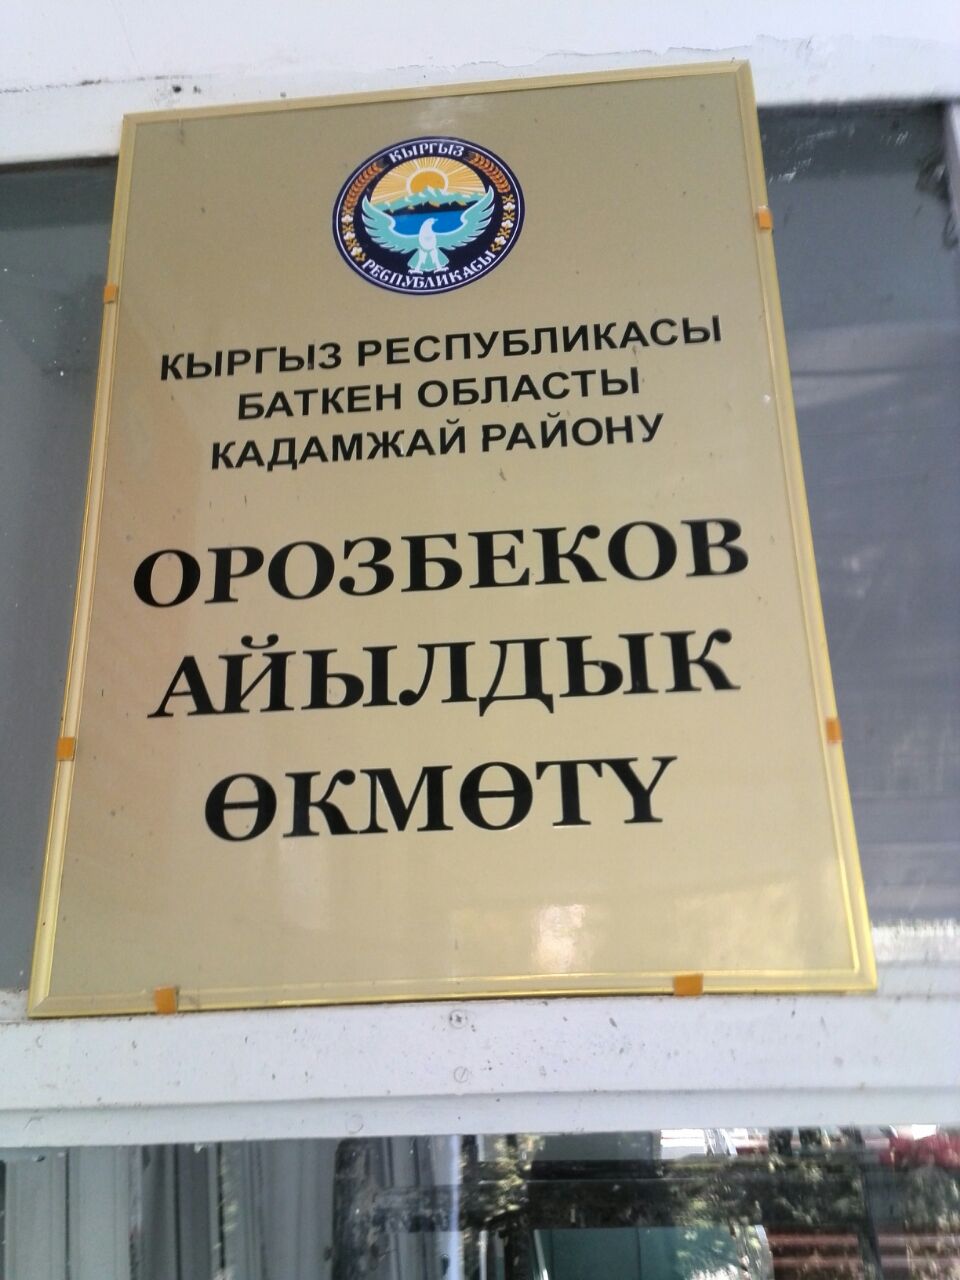 КЫРГЫЗ
РЕСПУБЛИКАСЫ
КЫРГЫЗ РЕСПУБЛИКАСЫ
БАТКЕН ОБЛАСТЫ
КАДАМЖАЙ РАЙОНУ
ОРОЗБЕКОВ
АЙЫЛДЫК
ӨКМӨТҮ